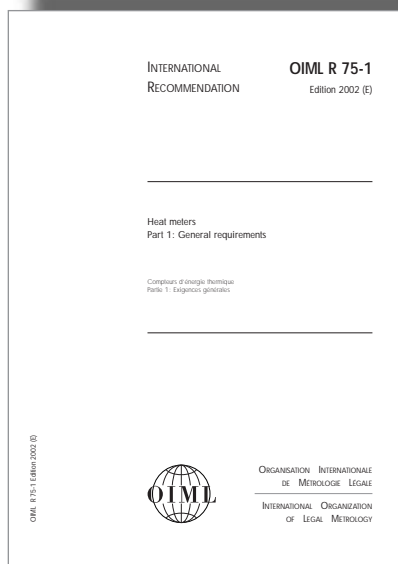 INTERNATIONAL
RECOMMENDATION
OIML R 75-1
Edition 2002 (E)
Heat meters
Part 1: General requirements
Compteurs d'énergie thermique
Partie 1: Exigences générales
OIML R 75-1 Edition 2002 (E)
OIML
ORGANISATION INTERNATIONALE
DE MÉTROLOGIE LÉGALE
INTERNATIONAL ORGANIZATION
OF LEGAL METROLOGY